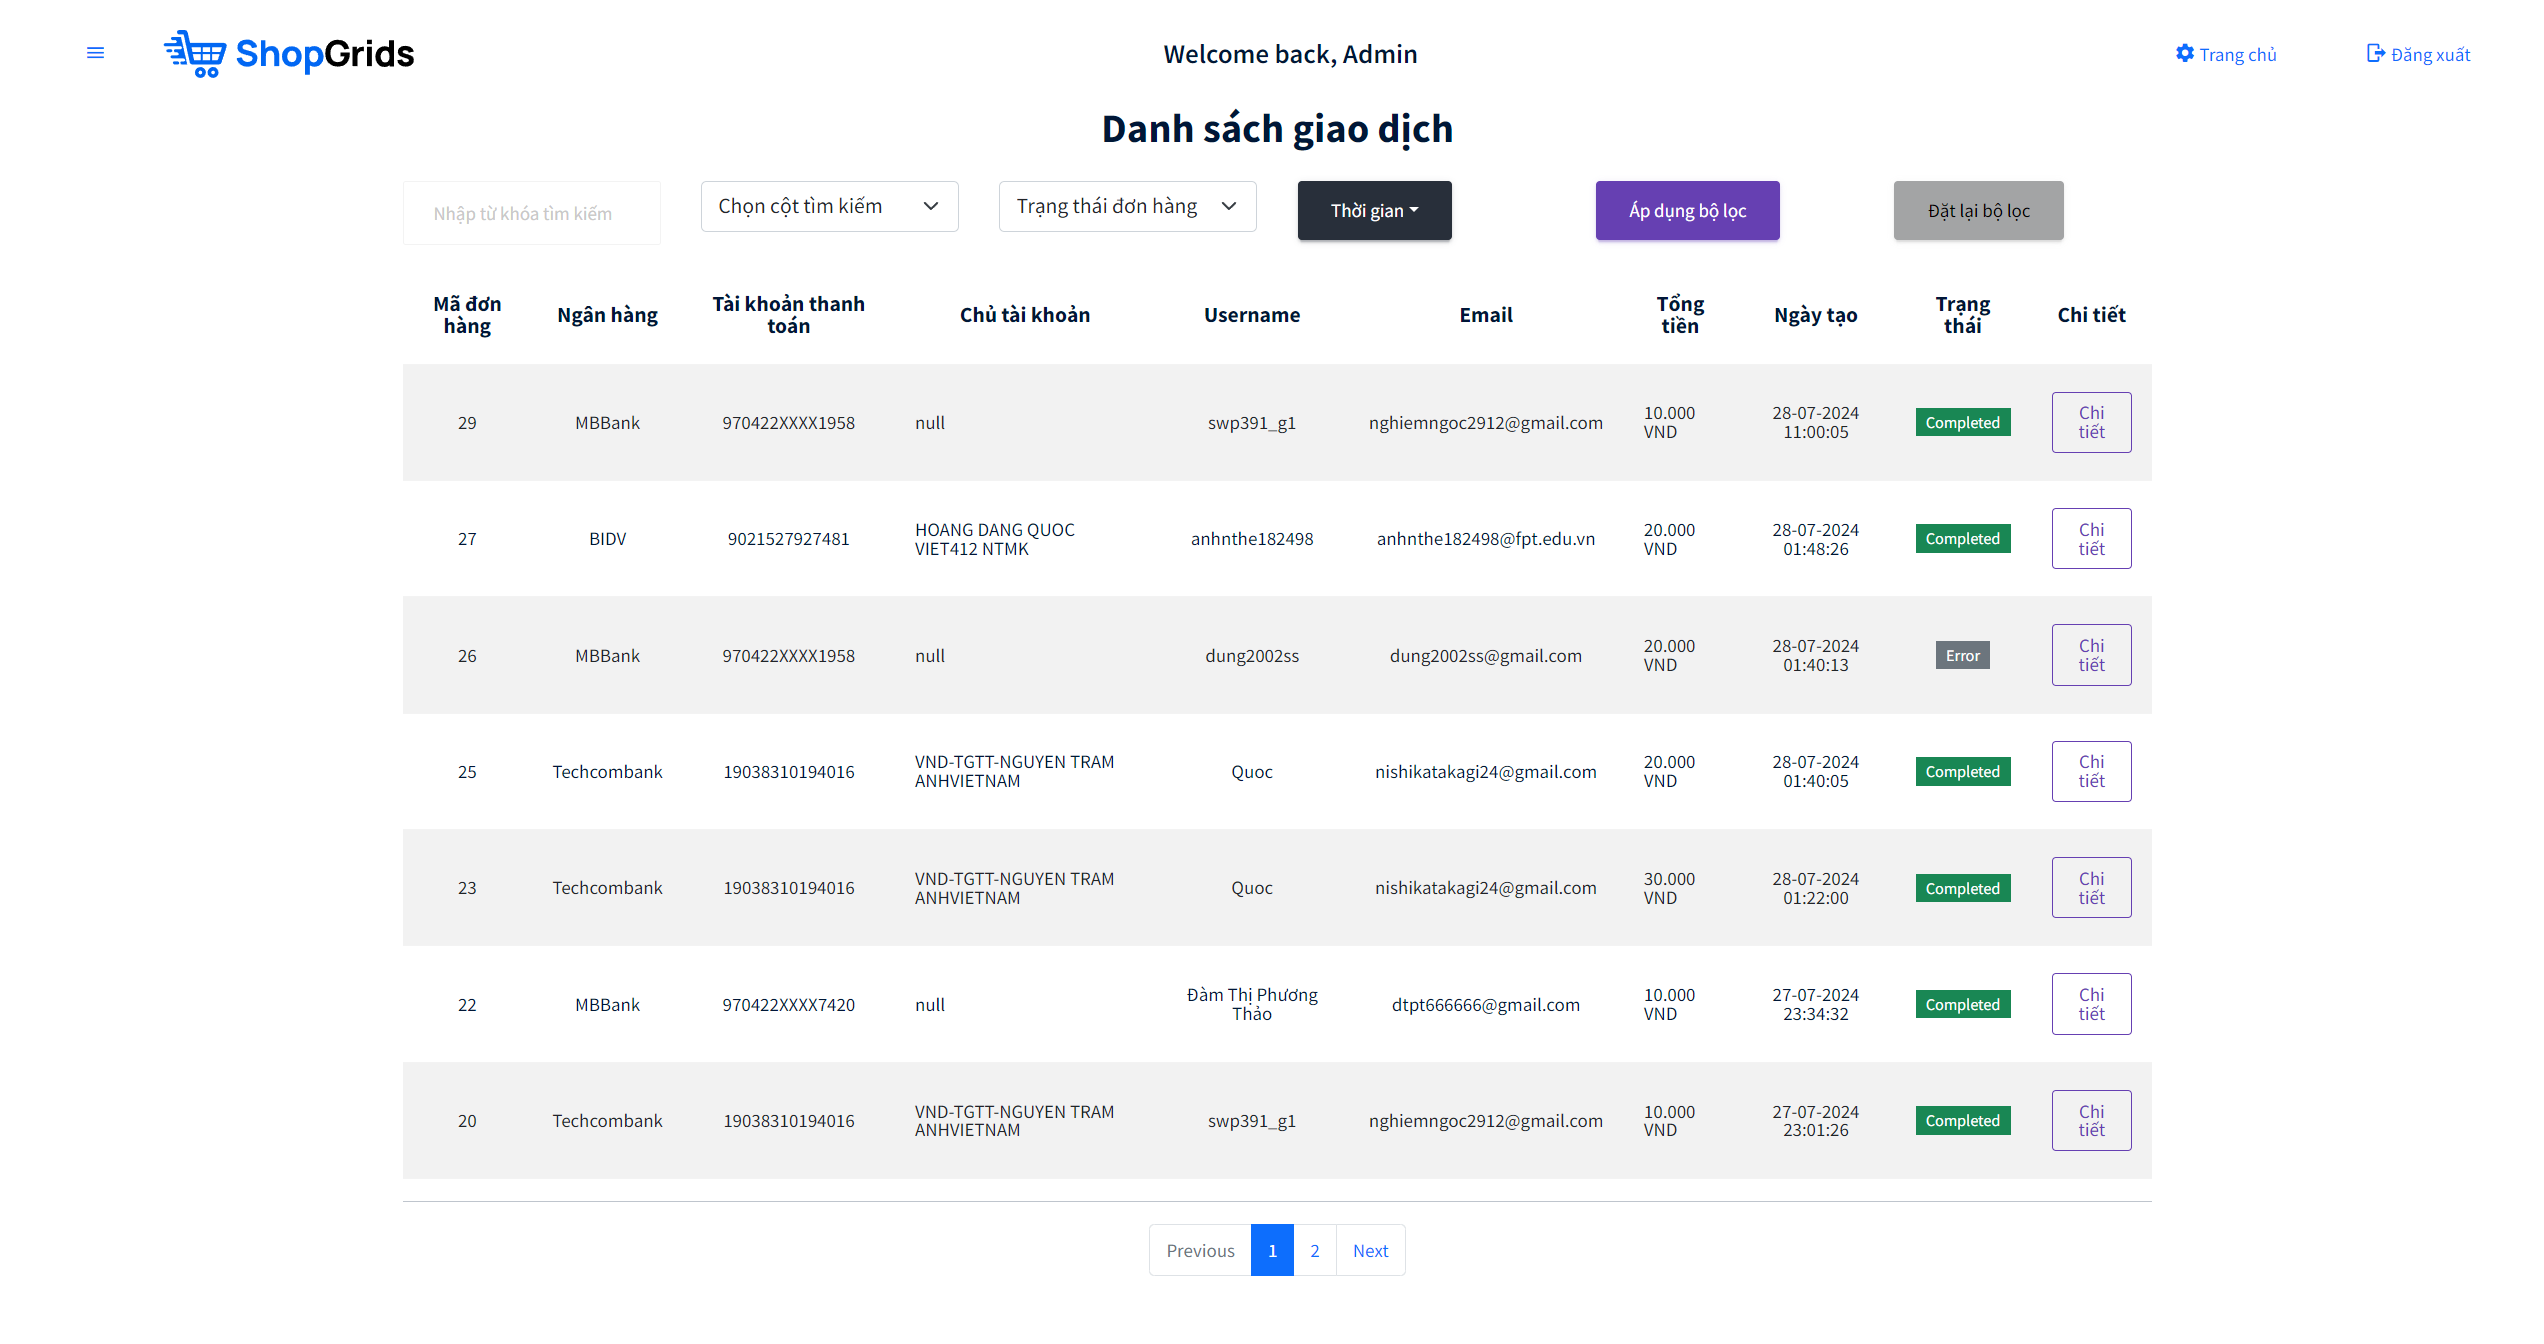 ShopGrids
Welcome back, Admin
Trang chủ
Đăng xuất
Danh sách giao dịch
Nhập từ khóa tìm kiếm
Chọn cột tìm kiếm
Trạng thái đơn hàng
Thời gian
Áp dụng bộ lọc
Đặt lại bộ lọc
Mã đơn
hàng
Ngân hàng
Tài khoản thanh
toán
Chủ tài khoản
Username
Email
Tổng
tiền
Ngày tạo
Trạng
thái
Chi tiết
29
MBBank
970422XXXX1958
null
swp391_g1
nghiemngoc2912@gmail.com
10.000
VND
28-07-2024
11:00:05
Completed
Chi
tiết
27
BIDV
9021527927481
HOANG DANG QUOC
VIET412 NTMK
anhnthe182498
anhnthe182498@fpt.edu.vn
20.000
VND
28-07-2024
01:48:26
Completed
Chi
tiết
26
MBBank
970422XXXX1958
null
dung2002ss
dung2002ss@gmail.com
20.000
VND
28-07-2024
01:40:13
Error
Chi
tiết
25
Techcombank
19038310194016
VND-TGTT-NGUYEN TRAM
ANHVIETNAM
Quoc
nishikatakagi24@gmail.com
20.000
VND
28-07-2024
01:40:05
Completed
Chi
tiết
23
Techcombank
19038310194016
VND-TGTT-NGUYEN TRAM
ANHVIETNAM
Quoc
nishikatakagi24@gmail.com
30.000
VND
28-07-2024
01:22:00
Completed
Chi
tiết
22
MBBank
970422XXXX7420
null
Đàm Thị Phương
Thảo
dtpt666666@gmail.com
10.000
VND
27-07-2024
23:34:32
Completed
Chi
tiết
20
Techcombank
19038310194016
VND-TGTT-NGUYEN TRAM
ANHVIETNAM
swp391_g1
nghiemngoc2912@gmail.com
10.000
VND
27-07-2024
23:01:26
Completed
Chi
tiết
Previous
1
2
Next